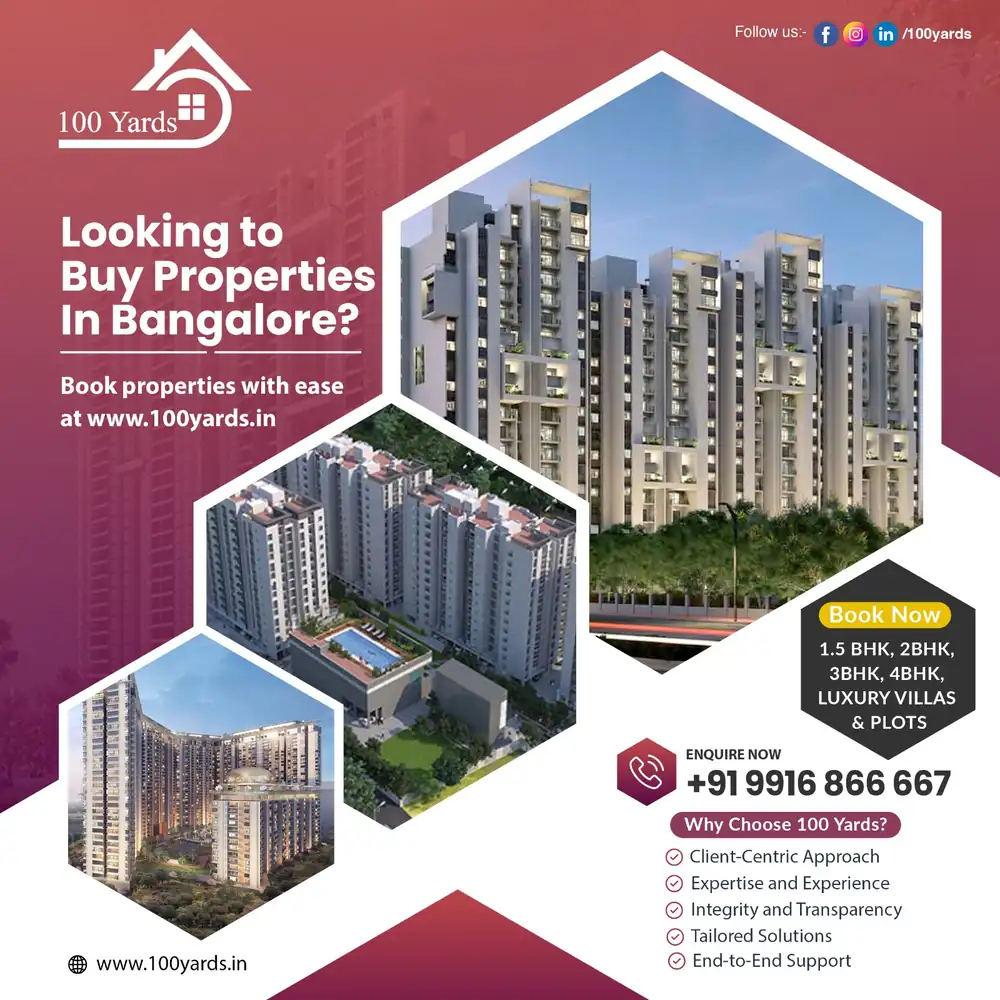 Follow us:- /100yards
100 Yards
Looking to
Buy Properties
In Bangalore?
Book properties with ease
at www.100yards.in
Book Now
1.5 BHK, 2BHK,
3BHK, 4BHK,
LUXURY VILLAS
& PLOTS
ENQUIRE NOW
+91 9916 866 667
Why Choose 100 Yards?
Client-Centric Approach
Expertise and Experience
Integrity and Transparency
Tailored Solutions
End-to-End Support
www.100yards.in